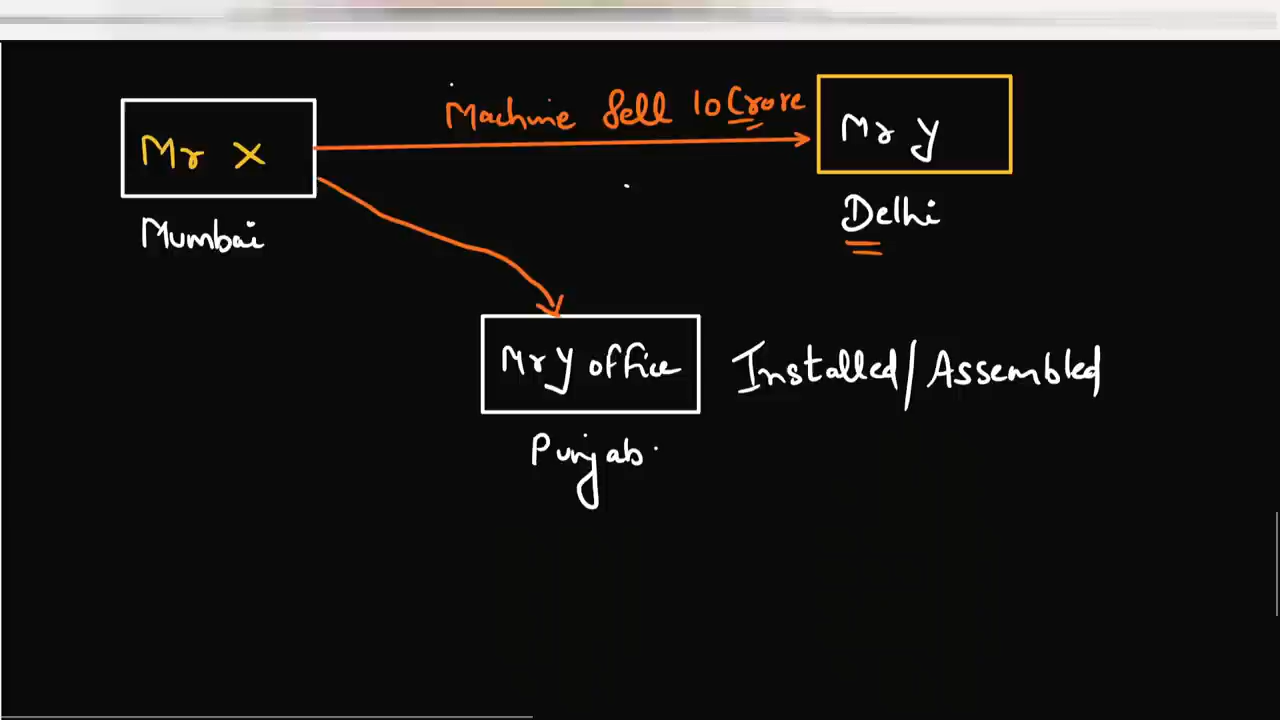 Machine Sell 10 Crore
Mr X
Mr y
Mumbai
Delhi
Mr y office
Installed/Assembled
Punjab